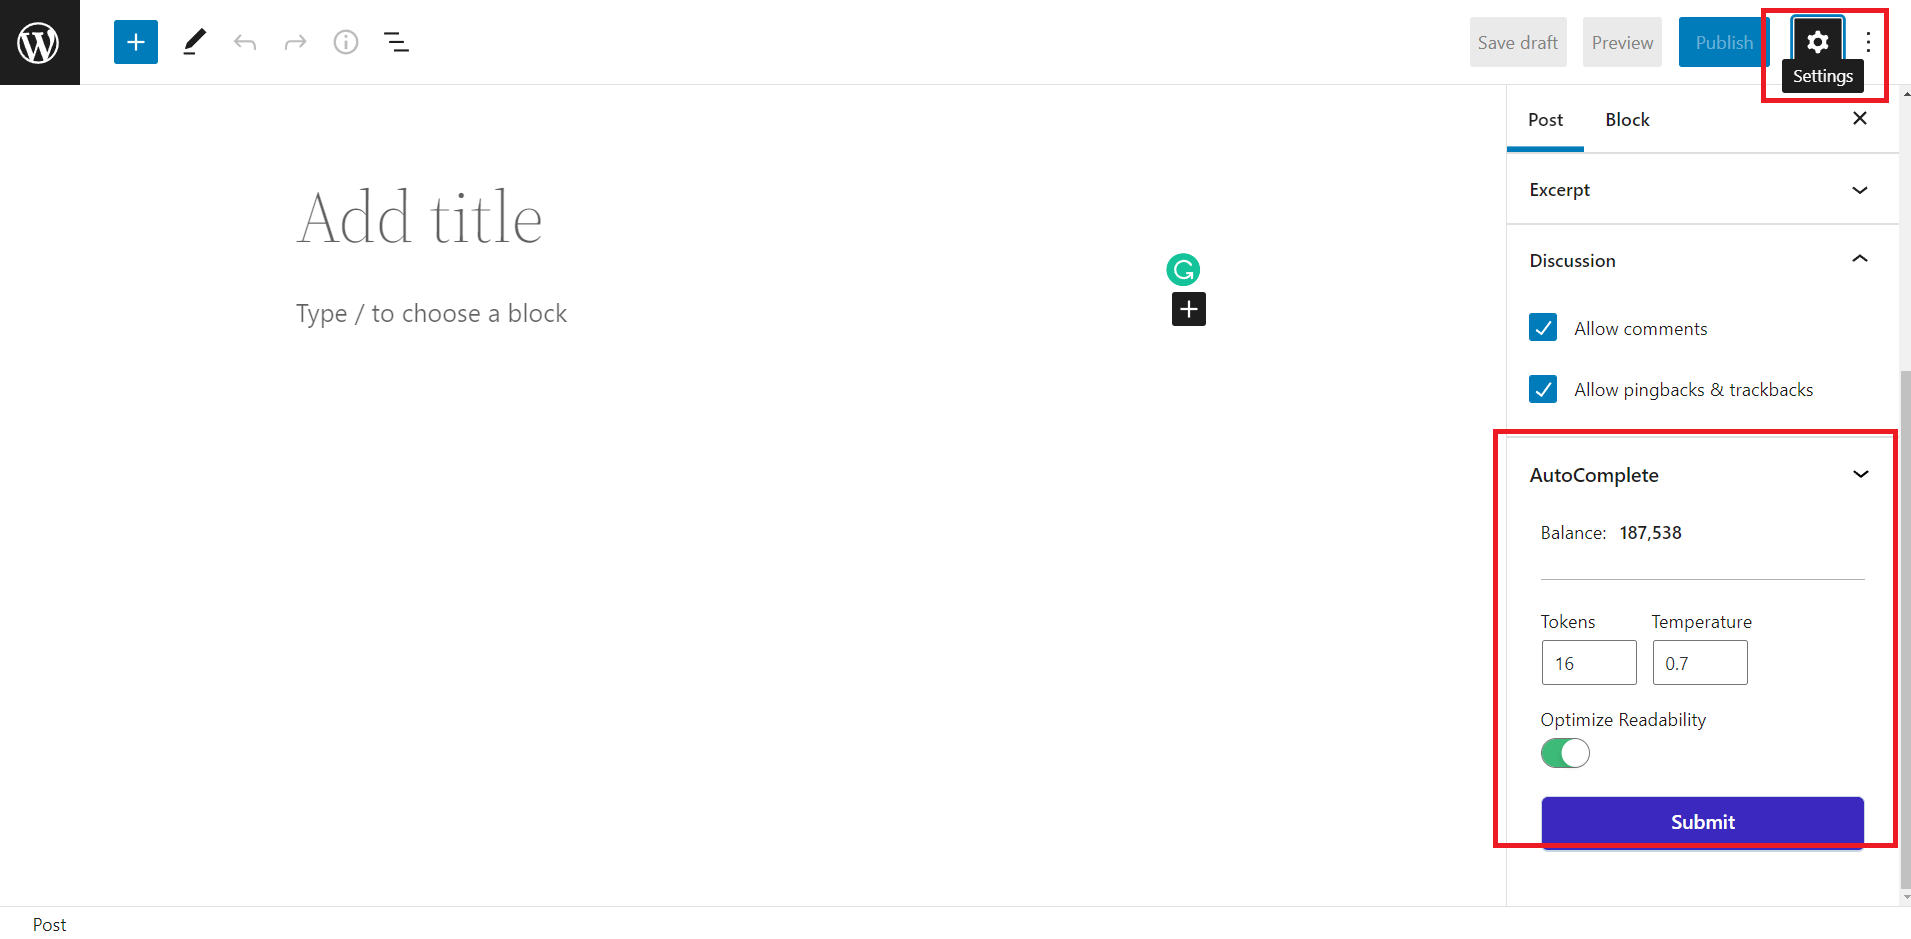 Save draft
Preview
Publish
Settings
Post
Block
Add title
Type / to choose a block
Excerpt
Discussion
Allow comments
Allow pingbacks & trackbacks
AutoComplete
Balance: 187,538
Tokens Temperature
16 0.7
Optimize Readability
Submit
Post